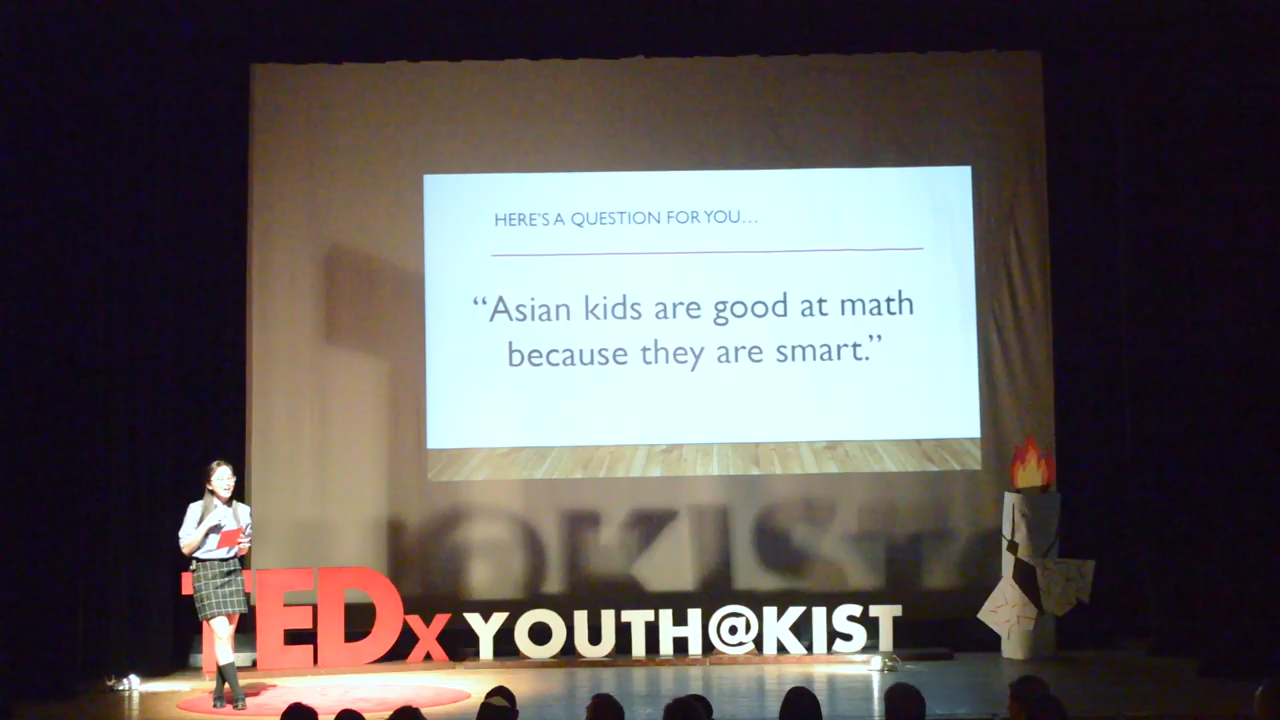 HERE'S A QUESTION FOR YOU...
“Asian kids are good at math
because they are smart.”
TEDx YOUTH@KIST